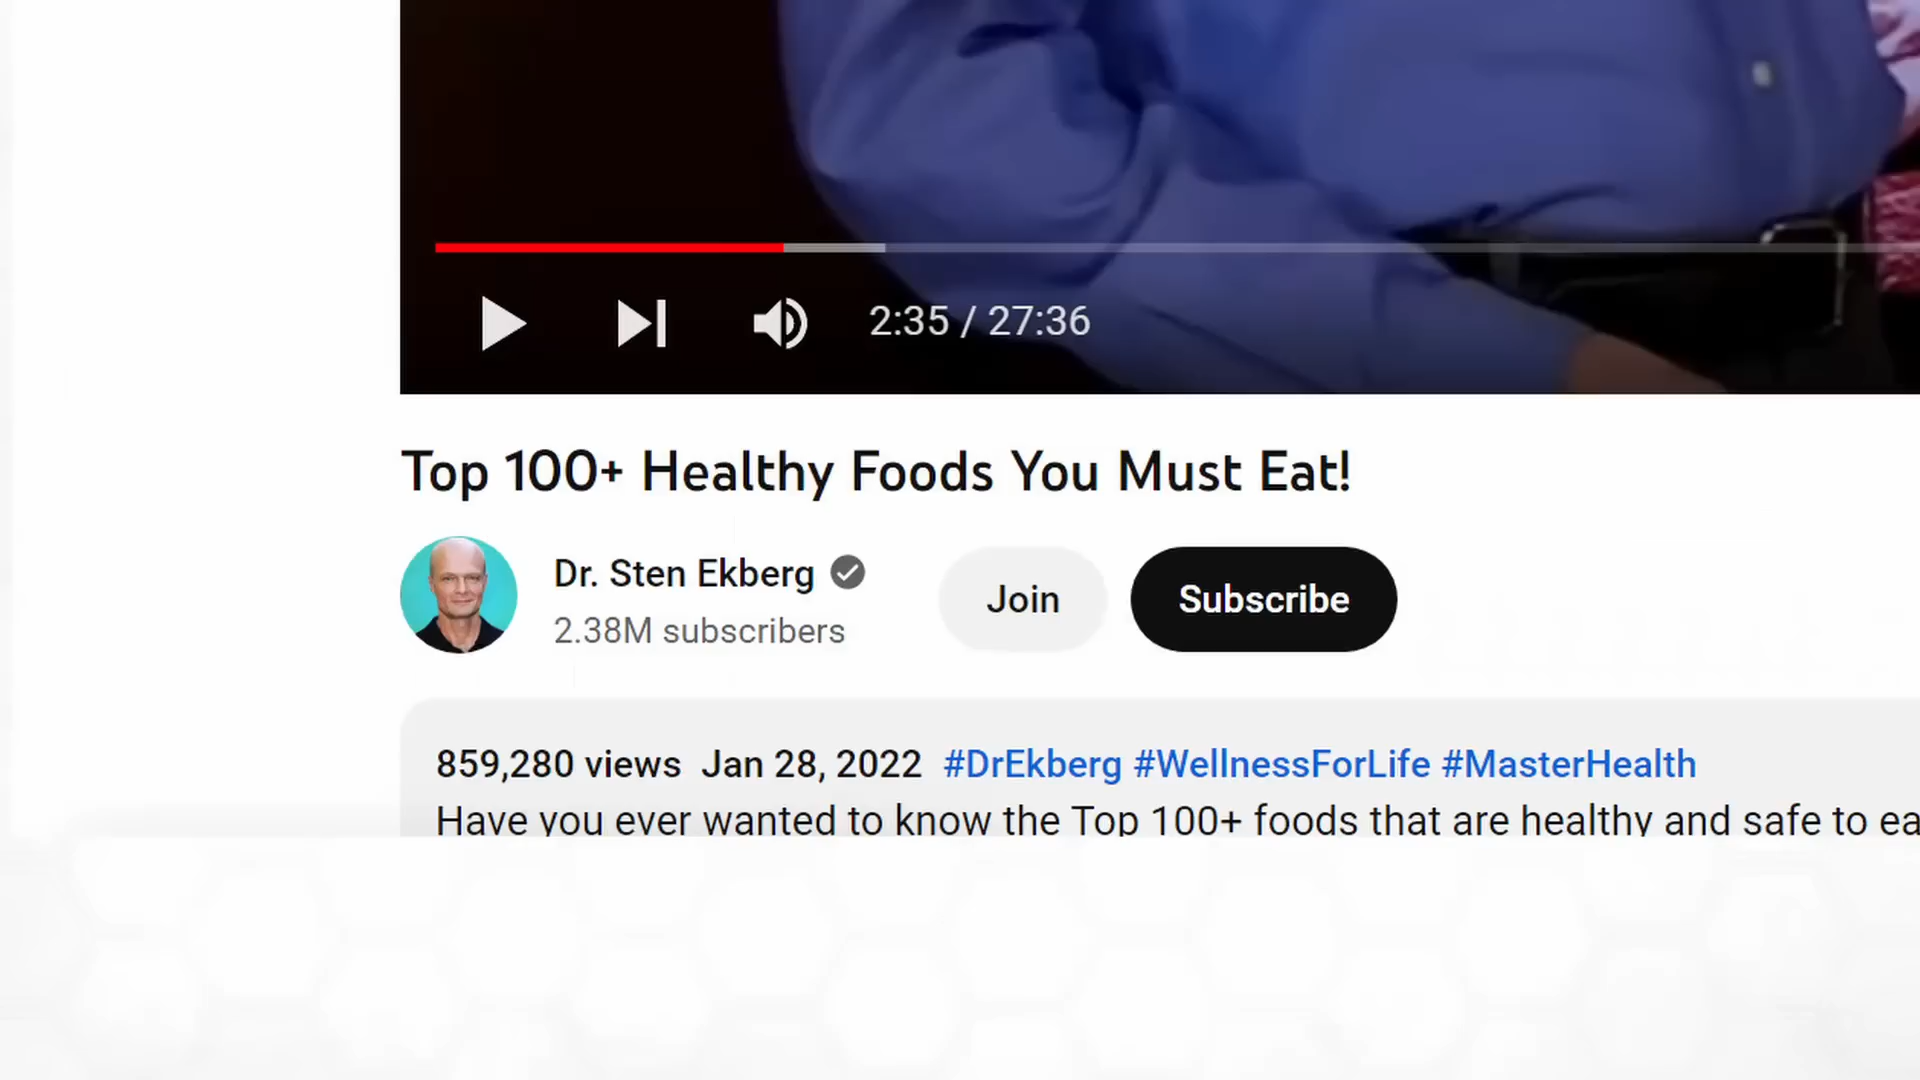 2:35 / 27:36
Top 100+ Healthy Foods You Must Eat!
Dr. Sten Ekberg
2.38M subscribers
Join
Subscribe
859,280 views Jan 28, 2022 #DrEkberg #WellnessForLife #MasterHealth
Have you ever wanted to know the Top 100+ foods that are healthy and safe to ea